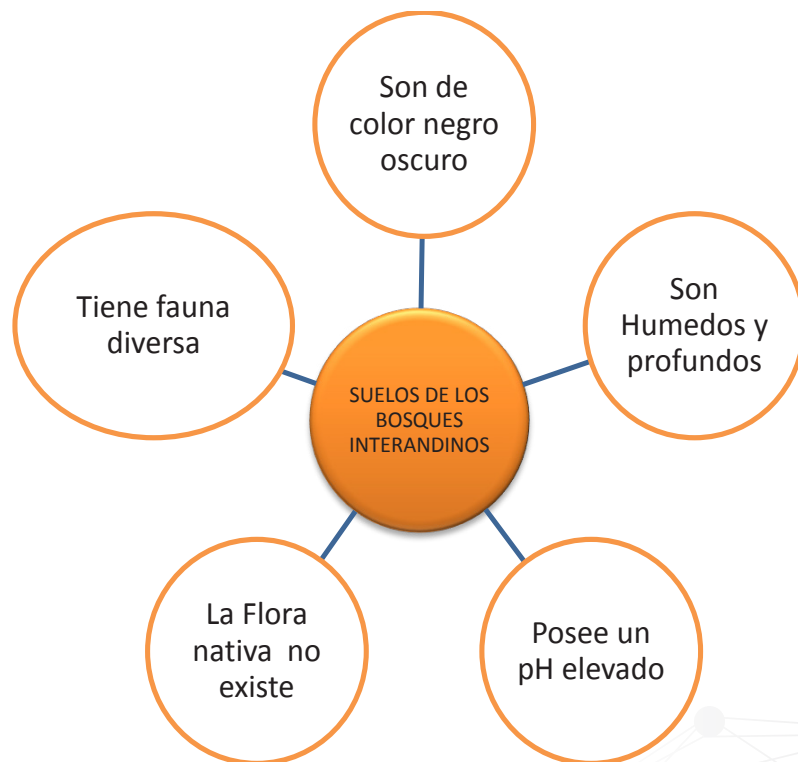 Son de
color negro
oscuro
Tiene fauna
diversa
Son
Humedos y
profundos
SUELOS DE LOS
BOSQUES
INTERANDINOS
La Flora
nativa no
existe
Posee un
pH elevado